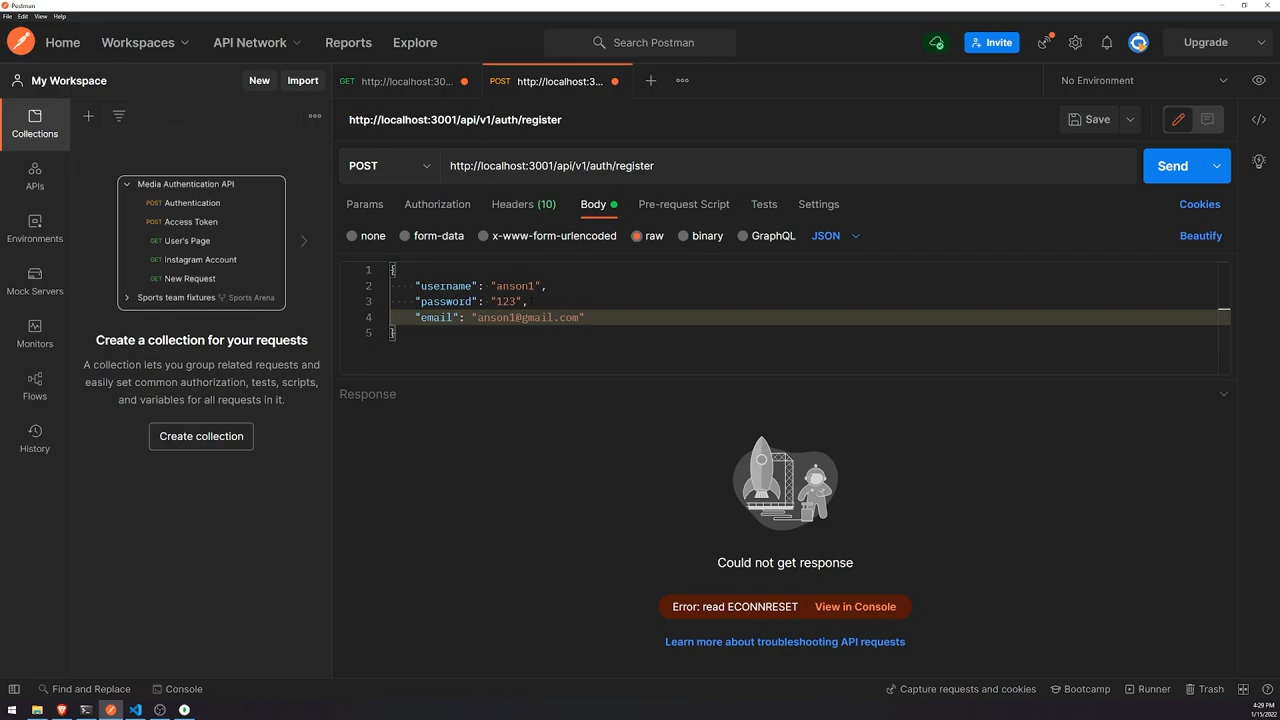 Postman
File Edit View Help
Home Workspaces API Network Reports Explore Search Postman Invite Upgrade
My Workspace New Import GET http://localhost:30... POST http://localhost:3... No Environment
Collections
APIs
Environments
Mock Servers
Monitors
Flows
History
Media Authentication API
POST Authentication
POST Access Token
GET User's Page
GET Instagram Account
GET New Request
Sports team fixtures Sports Arena
Create a collection for your requests
A collection lets you group related requests and
easily set common authorization, tests, scripts,
and variables for all requests in it.
Create collection
http://localhost:3001/api/v1/auth/register Save
POST http://localhost:3001/api/v1/auth/register Send
Params Authorization Headers (10) Body Pre-request Script Tests Settings Cookies
none form-data x-www-form-urlencoded raw binary GraphQL JSON Beautify
1 {
2 "username": "anson1",
3 "password": "123",
4 "email": "anson1@gmail.com"
5 }
Response
Could not get response
Error: read ECONNRESET View in Console
Learn more about troubleshooting API requests
Find and Replace Console Capture requests and cookies Bootcamp Runner Trash
4:29 PM
1/15/2022